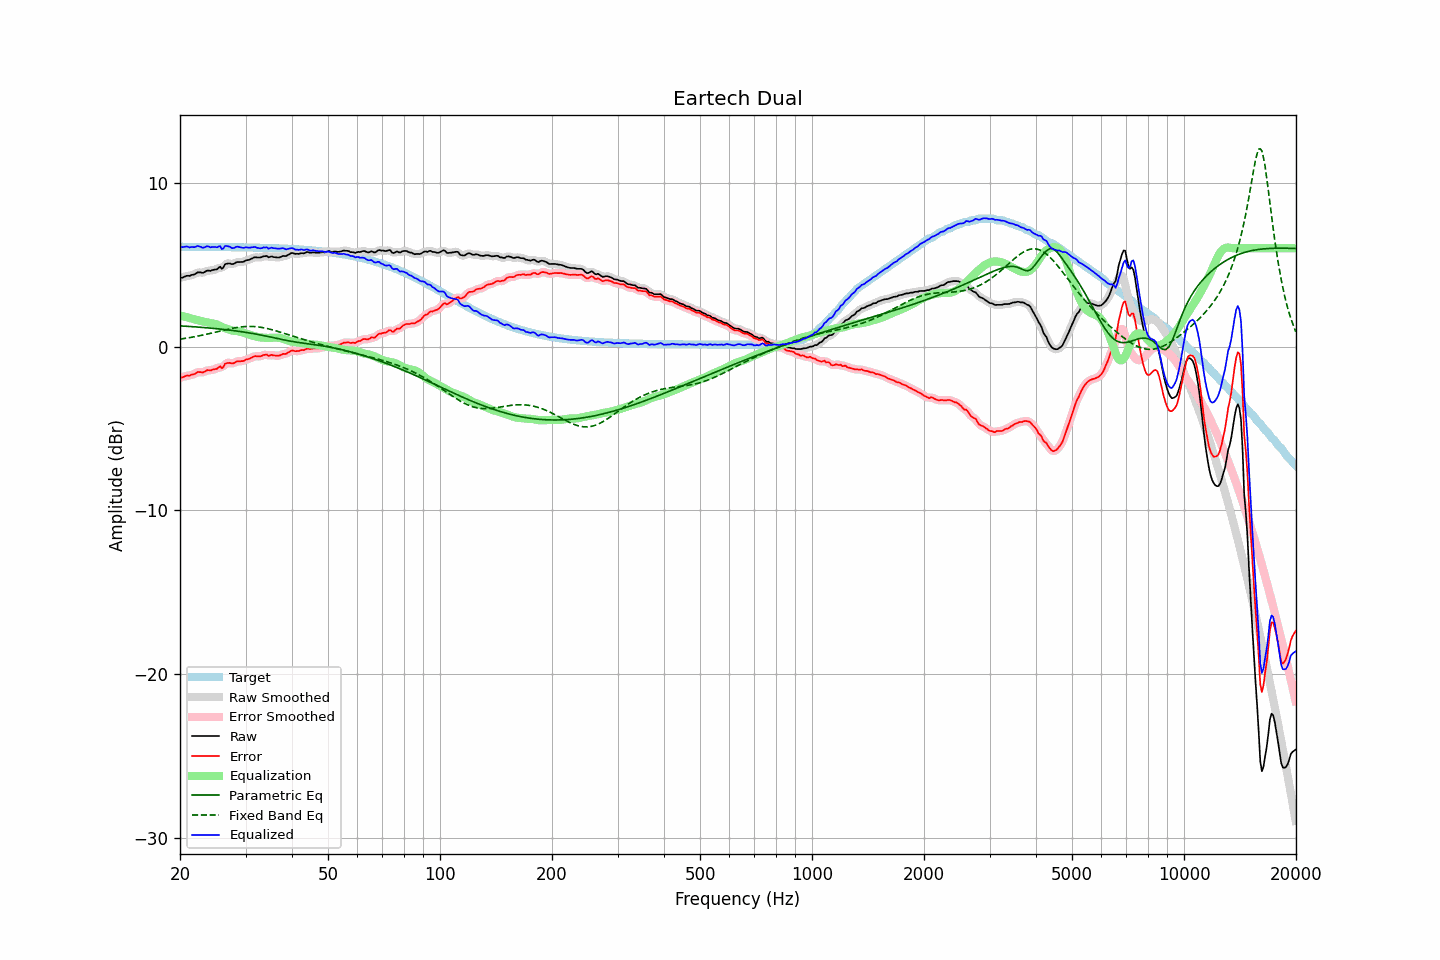 Eartech Dual
Amplitude (dBr)
10
0
−10
−20
−30
Target
Raw Smoothed
Error Smoothed
Raw
Error
Equalization
Parametric Eq
Fixed Band Eq
Equalized
20 50 100 200 500 1000 2000 5000 10000 20000
Frequency (Hz)